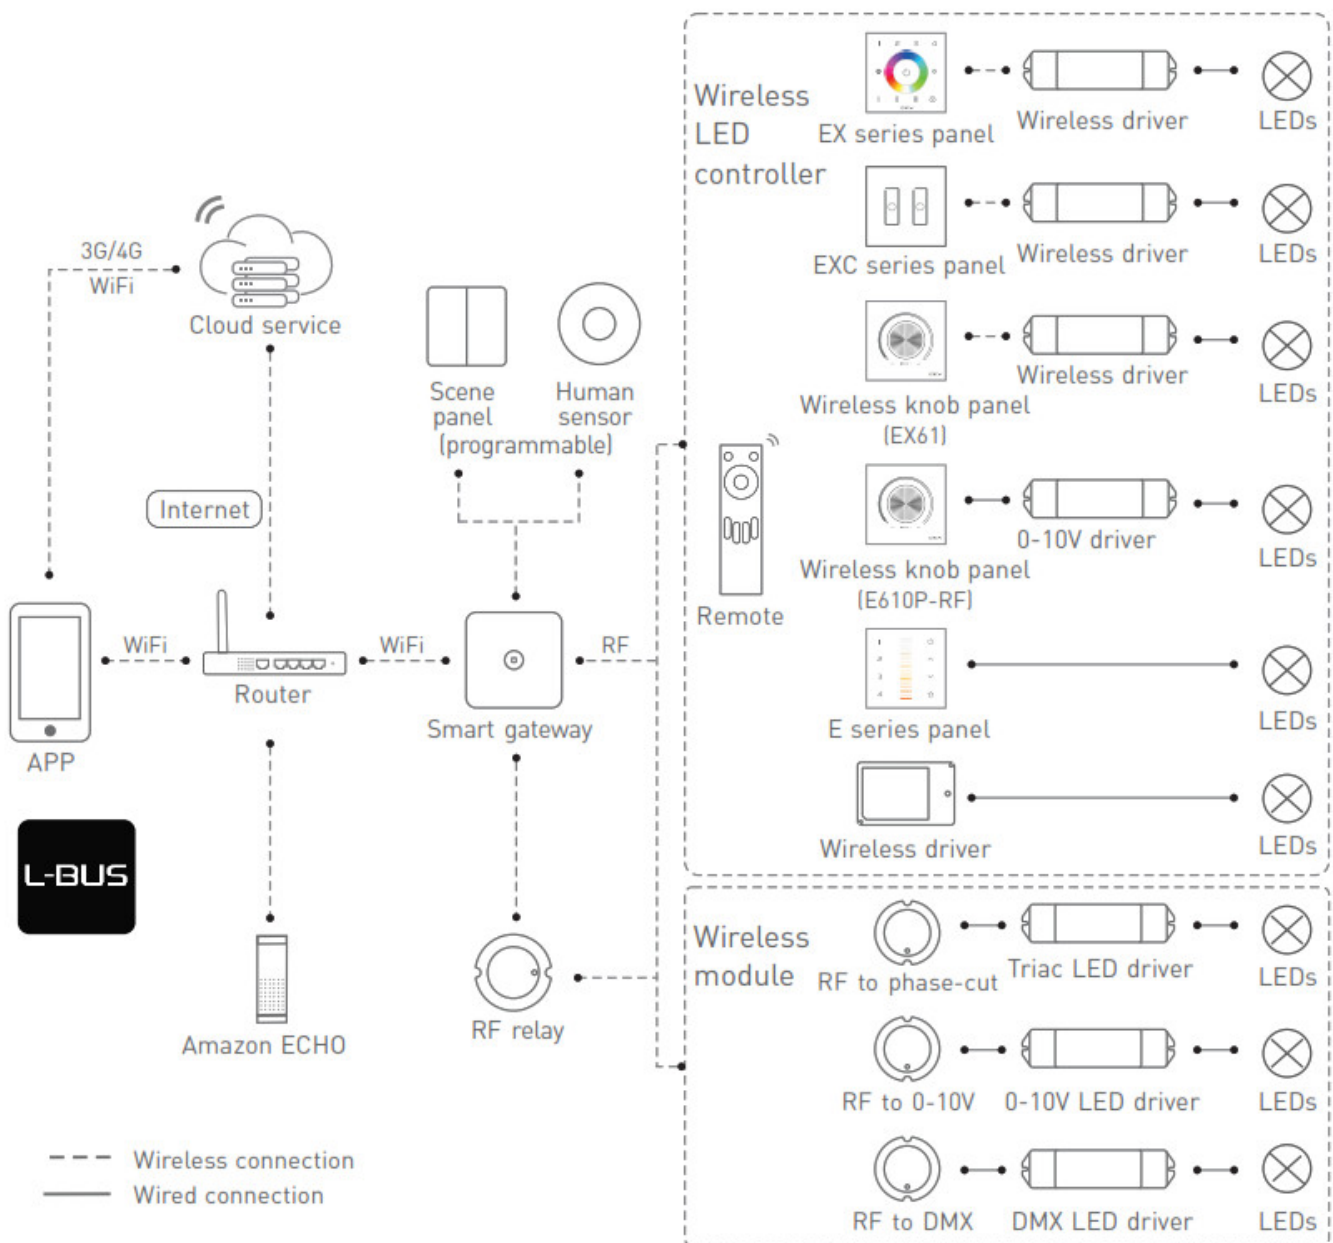 3G/4G
WiFi
Cloud service
Internet
Scene
panel
Human
sensor
(programmable)
WiFi
WiFi
RF
Router
Smart gateway
APP
L-BUS
Amazon ECHO
RF relay
Wireless connection
Wired connection
Wireless
LED
controller
Remote
EX series panel
Wireless driver
LEDs
EXC series panel
Wireless driver
LEDs
Wireless knob panel
(EX61)
Wireless driver
LEDs
Wireless knob panel
(E610P-RF)
0-10V driver
LEDs
E series panel
LEDs
Wireless driver
LEDs
Wireless
module
RF to phase-cut
Triac LED driver
LEDs
RF to 0-10V
0-10V LED driver
LEDs
RF to DMX
DMX LED driver
LEDs